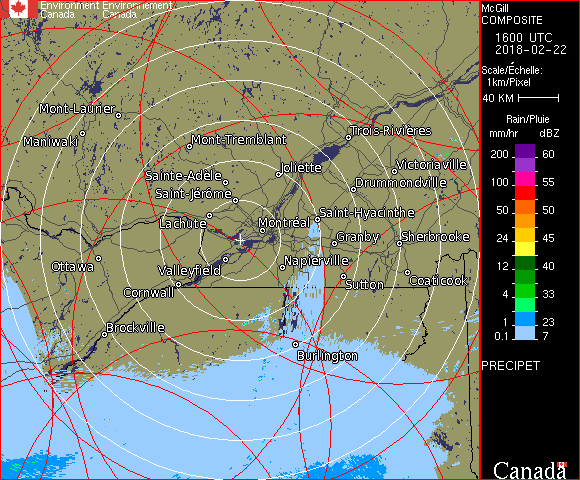 Environment Environnement
Canada Canada
McGill
COMPOSITE
1600 UTC
2018-02-22
Scale/Échelle:
1km/Pixel
40 KM
Rain/Pluie
mm/hr dBZ
200 60
100 55
50 50
24 45
12 40
4 33
1 23
0.1 7
PRECIPET
Canada
Mont-Laurier
Maniwaki
Mont-Tremblant
Trois-Rivières
Joliette
Victoriaville
Sainte-Adèle
Drummondville
Saint-Jérôme
Saint-Hyacinthe
Lachute
Montréal
Granby
Sherbrooke
Ottawa
Valleyfield
Napierville
Cornwall
Sutton
Coaticook
Brockville
Burlington